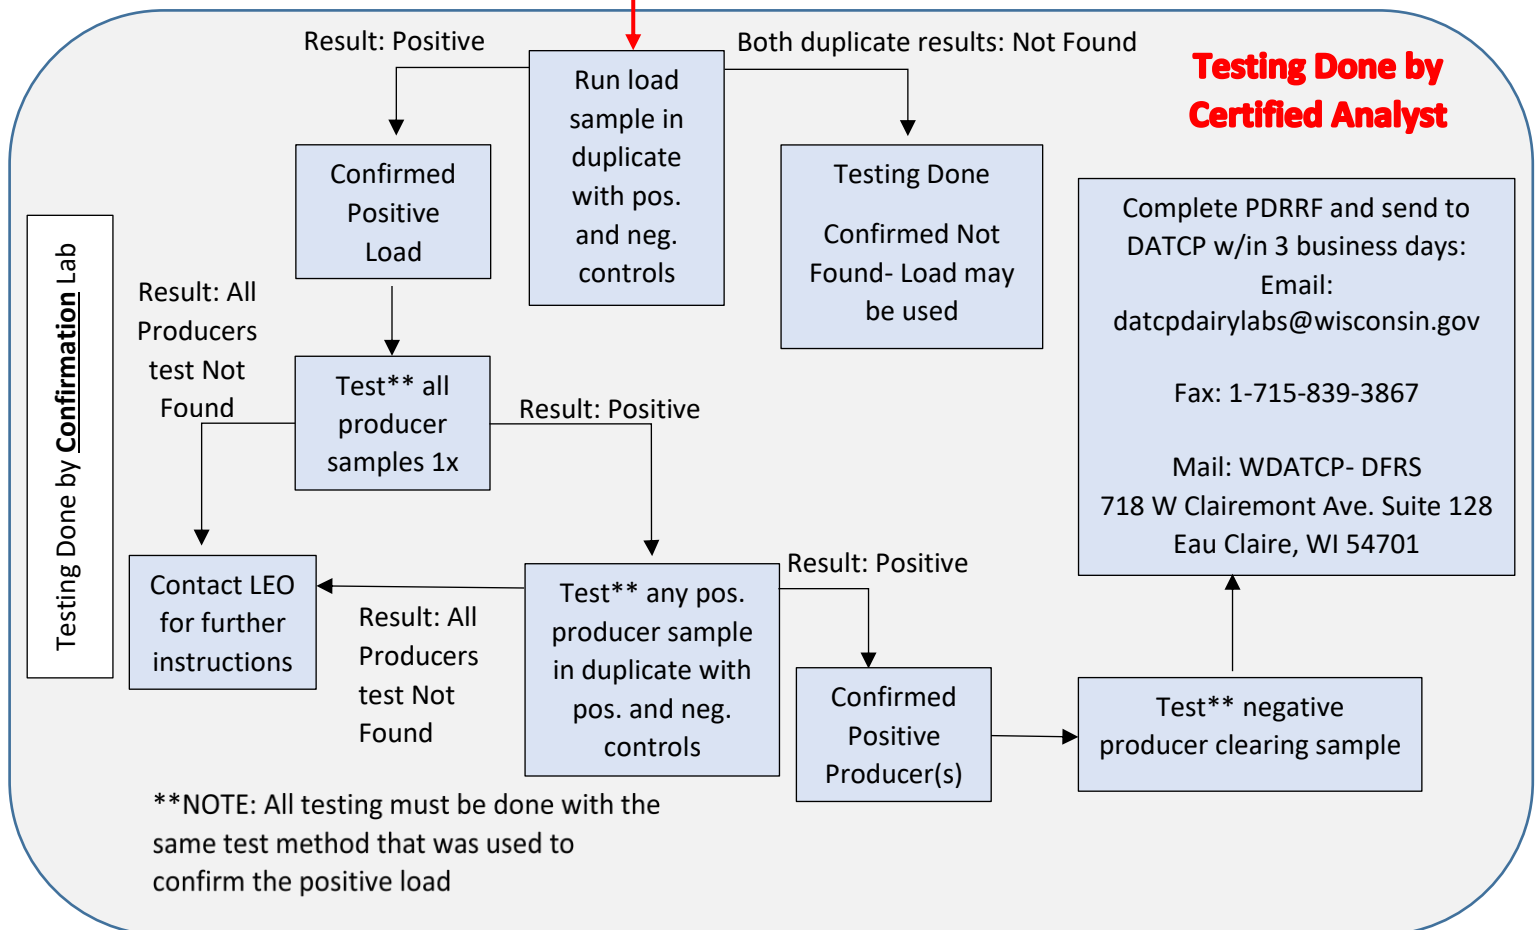 Result: Positive
Both duplicate results: Not Found
Testing Done by
Certified Analyst
Run load
sample in
duplicate
with pos.
and neg.
controls
Confirmed
Positive
Load
Testing Done
Confirmed Not
Found- Load may
be used
Complete PDRRF and send to
DATCP w/in 3 business days:
Email:
datcpdairylabs@wisconsin.gov
Fax: 1-715-839-3867
Mail: WDATCP- DFRS
718 W Clairemont Ave. Suite 128
Eau Claire, WI 54701
Testing Done by Confirmation Lab
Result: All
Producers
test Not
Found
Test** all
producer
samples 1x
Result: Positive
Contact LEO
for further
instructions
Result: All
Producers
test Not
Found
Test** any pos.
producer sample
in duplicate with
pos. and neg.
controls
Result: Positive
Confirmed
Positive
Producer(s)
Test** negative
producer clearing sample
**NOTE: All testing must be done with the
same test method that was used to
confirm the positive load